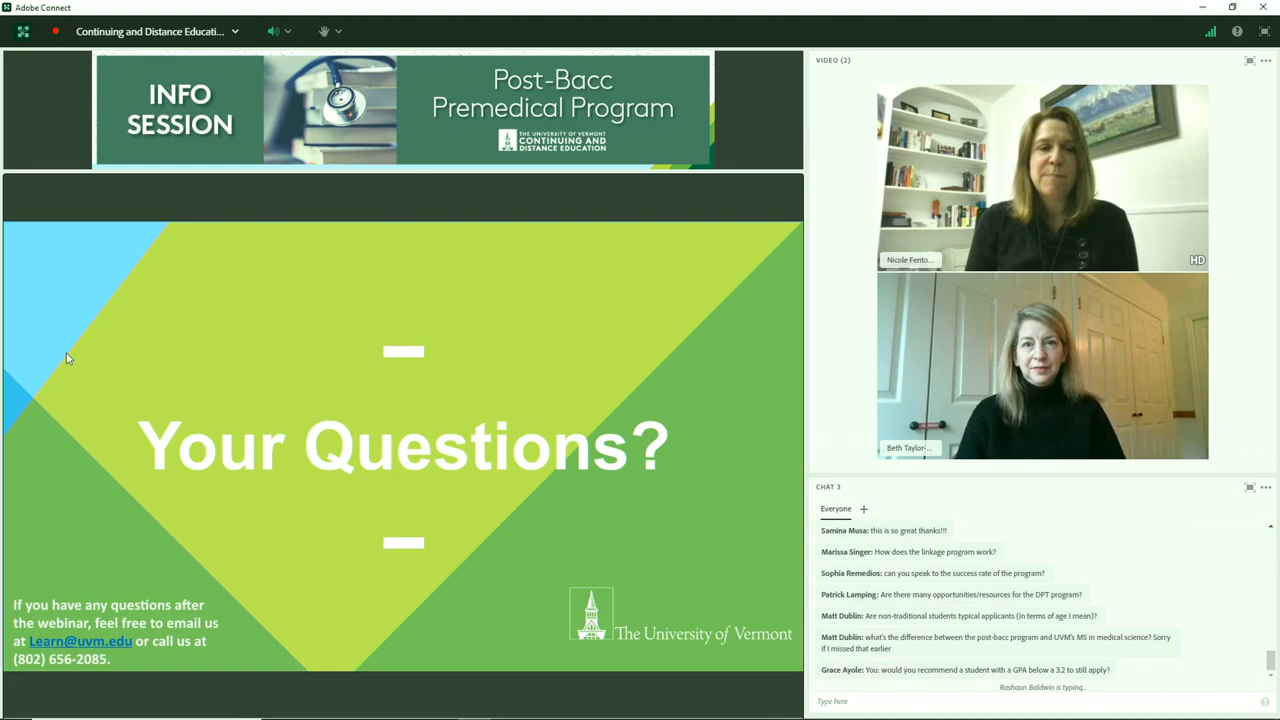 Adobe Connect
Continuing and Distance Educati...
INFO
SESSION
Post-Bacc
Premedical Program
THE UNIVERSITY OF VERMONT
CONTINUING AND
DISTANCE EDUCATION
Your Questions?
If you have any questions after
the webinar, feel free to email us
at Learn@uvm.edu or call us at
(802) 656-2085.
The University of Vermont
VIDEO (2)
Nicole Fento...
HD
Beth Taylor-...
CHAT 3
Everyone
Samina Musa: this is so great thanks!!!
Marissa Singer: How does the linkage program work?
Sophia Remedios: can you speak to the success rate of the program?
Patrick Lamping: Are there many opportunities/resources for the DPT program?
Matt Dublin: Are non-traditional students typical applicants (in terms of age I mean)?
Matt Dublin: what's the difference between the post-bacc program and UVM's MS in medical science? Sorry
if I missed that earlier
Grace Ayole: You: would you recommend a student with a GPA below a 3.2 to still apply?
Rashaun Baldwin is typing...
Type here